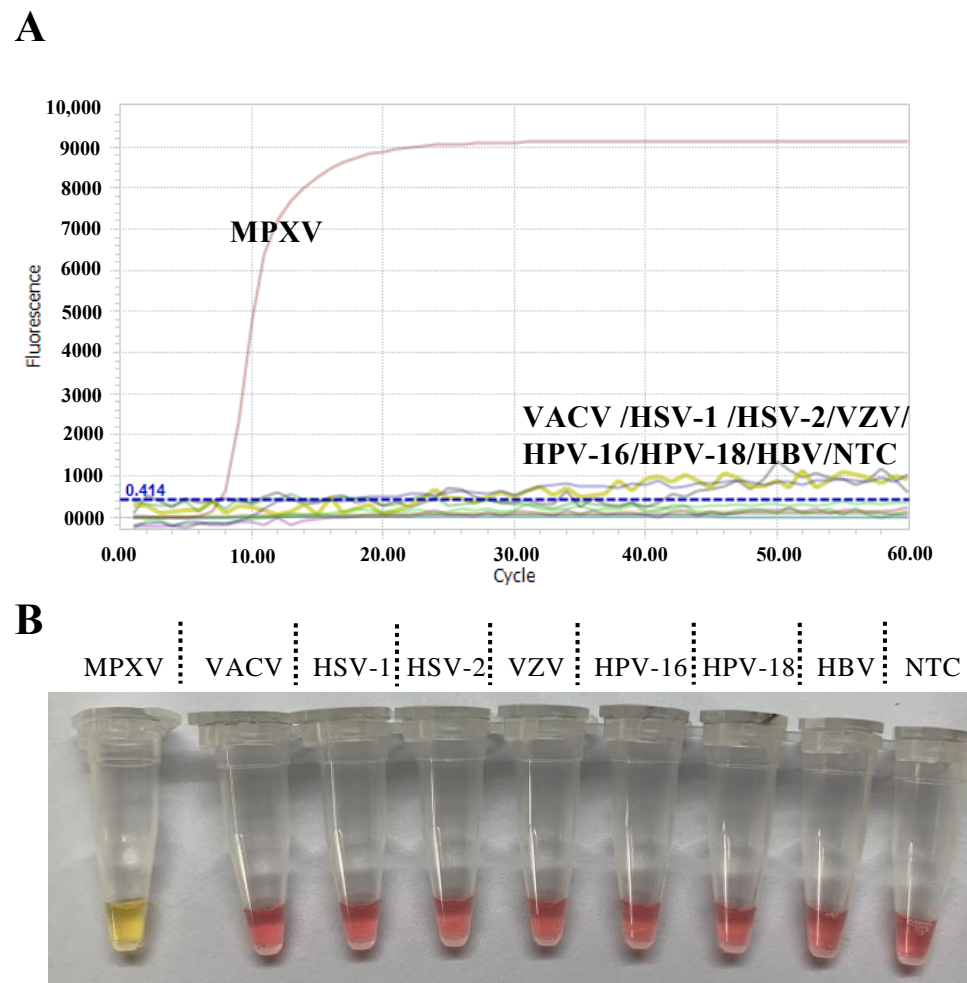 A
10,000
9000
8000
7000
6000
5000
4000
3000
2000
1000
0000
Fluorescence
MPXV
VACV /HSV-1 /HSV-2/VZV/
HPV-16/HPV-18/HBV/NTC
0.414
0.00 10.00 20.00 30.00 40.00 50.00 60.00
Cycle
B
MPXV VACV HSV-1 HSV-2 VZV HPV-16 HPV-18 HBV NTC